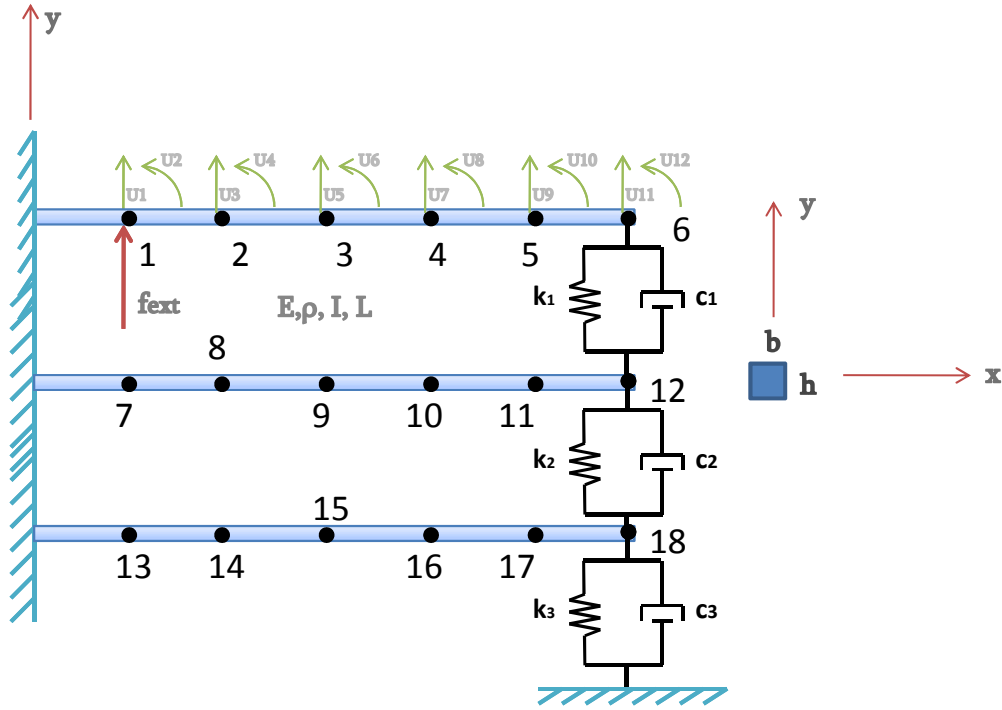 y
U2 U4 U6 U8 U10 U12
U1 U3 U5 U7 U9 U11
1 2 3 4 5 6
fext
E,ρ, I, L
k1 c1
y
b
h
x
8
7 9 10 11 12
k2 c2
15
13 14 16 17 18
k3 c3